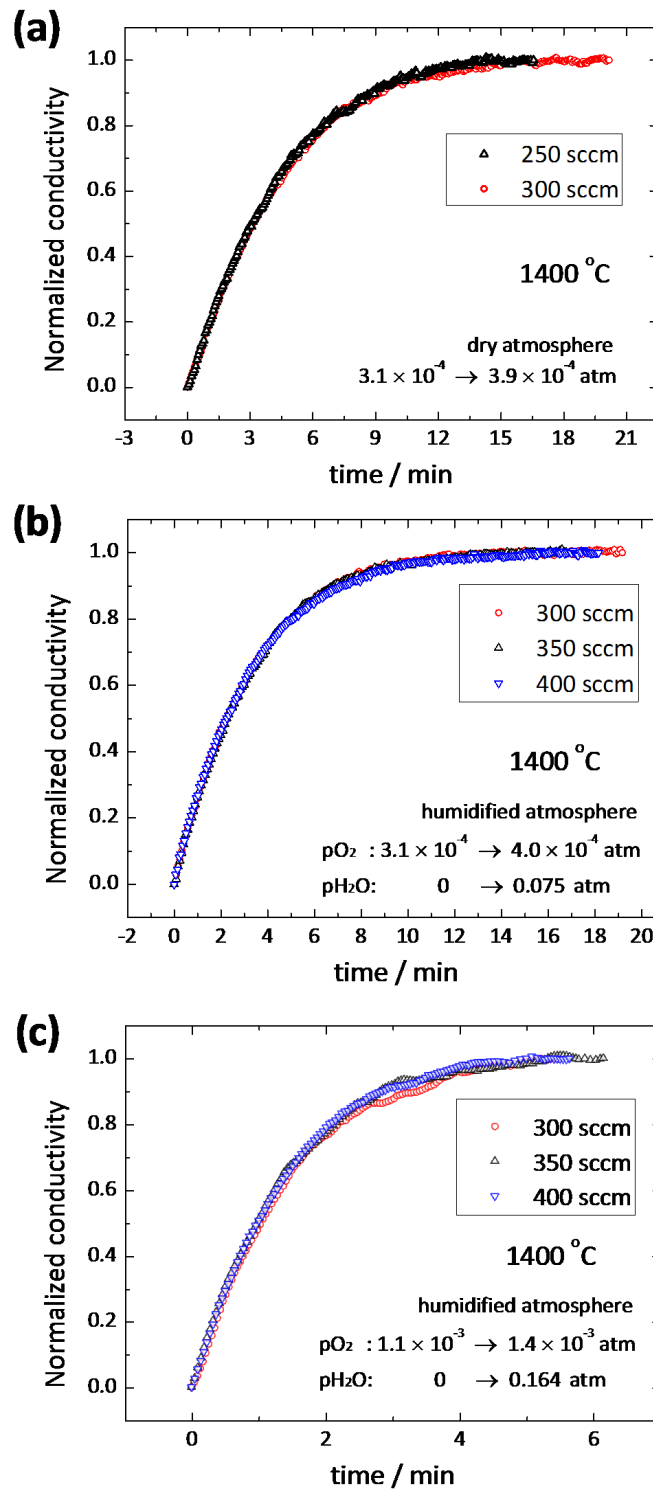 (a)
Normalized conductivity
1.0
0.8
0.6
0.4
0.2
0.0
250 sccm
300 sccm
1400 °C
dry atmosphere
3.1 × 10⁻⁴ → 3.9 × 10⁻⁴ atm
-3 0 3 6 9 12 15 18 21
time / min
(b)
Normalized conductivity
1.0
0.8
0.6
0.4
0.2
0.0
300 sccm
350 sccm
400 sccm
1400 °C
humidified atmosphere
pO₂ : 3.1 × 10⁻⁴ → 4.0 × 10⁻⁴ atm
pH₂O: 0 → 0.075 atm
-2 0 2 4 6 8 10 12 14 16 18 20
time / min
(c)
Normalized conductivity
1.0
0.8
0.6
0.4
0.2
0.0
300 sccm
350 sccm
400 sccm
1400 °C
humidified atmosphere
pO₂ : 1.1 × 10⁻³ → 1.4 × 10⁻³ atm
pH₂O: 0 → 0.164 atm
0 2 4 6
time / min